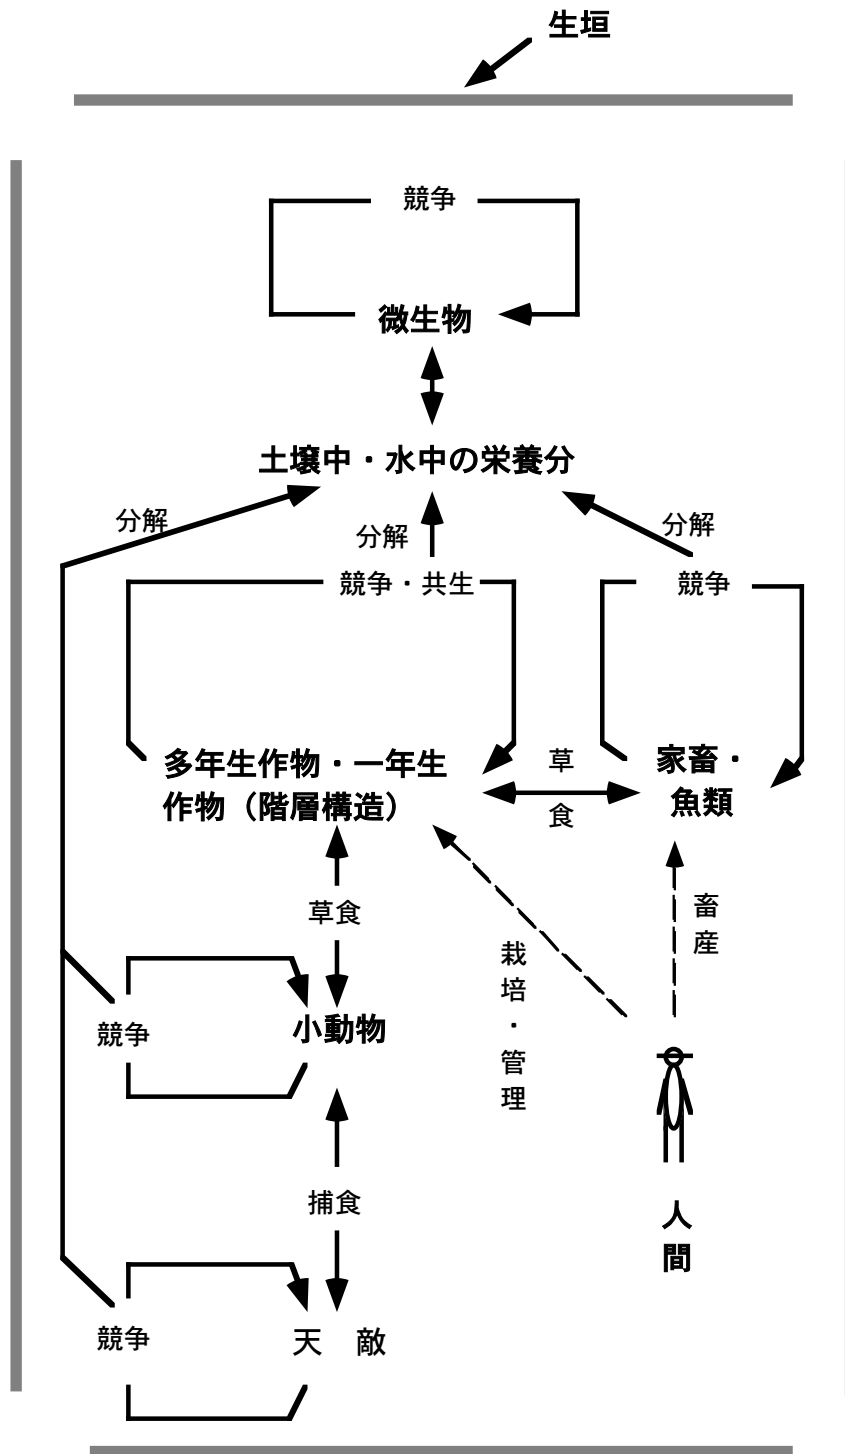 生垣
競争
微生物
土壌中・水中の栄養分
分解
分解
分解
競争・共生
競争
多年生作物・一年生
作物（階層構造）
草
食
家畜・
魚類
草食
畜
産
栽
培
・
管
理
小動物
競争
捕食
人
間
競争
天　敵